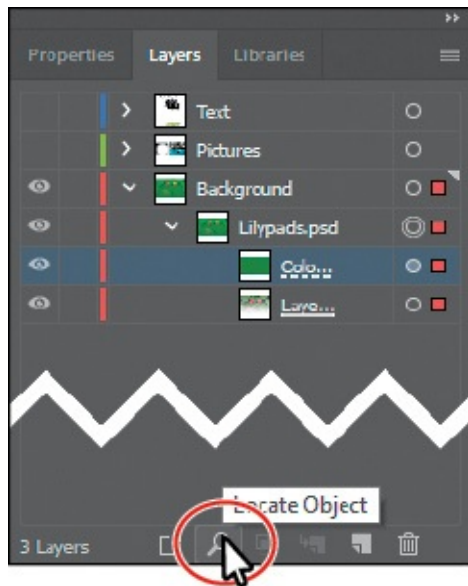 Properties Layers Libraries
Text
Pictures
Background
Lilypads.psd
Colo...
Laye...
Locate Object
3 Layers